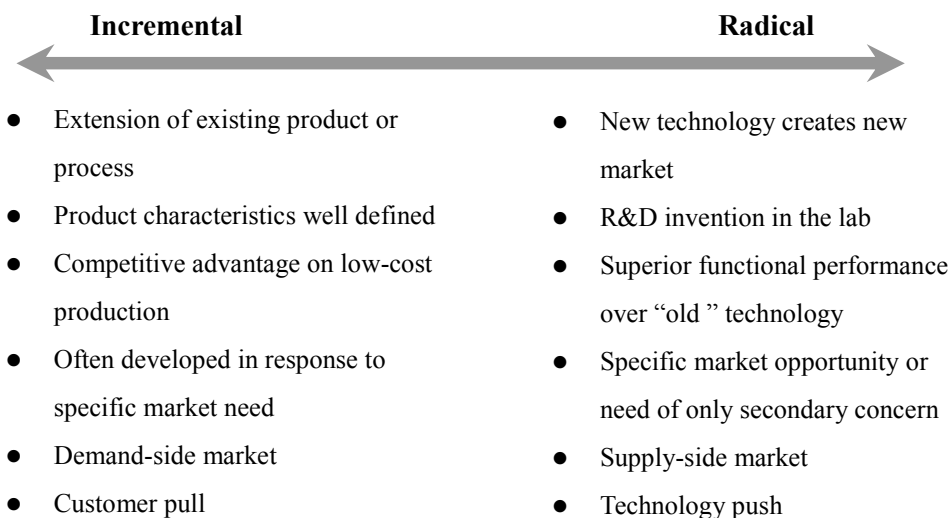 Incremental
Radical
● Extension of existing product or
process
● Product characteristics well defined
● Competitive advantage on low-cost
production
● Often developed in response to
specific market need
● Demand-side market
● Customer pull
● New technology creates new
market
● R&D invention in the lab
● Superior functional performance
over “old ” technology
● Specific market opportunity or
need of only secondary concern
● Supply-side market
● Technology push